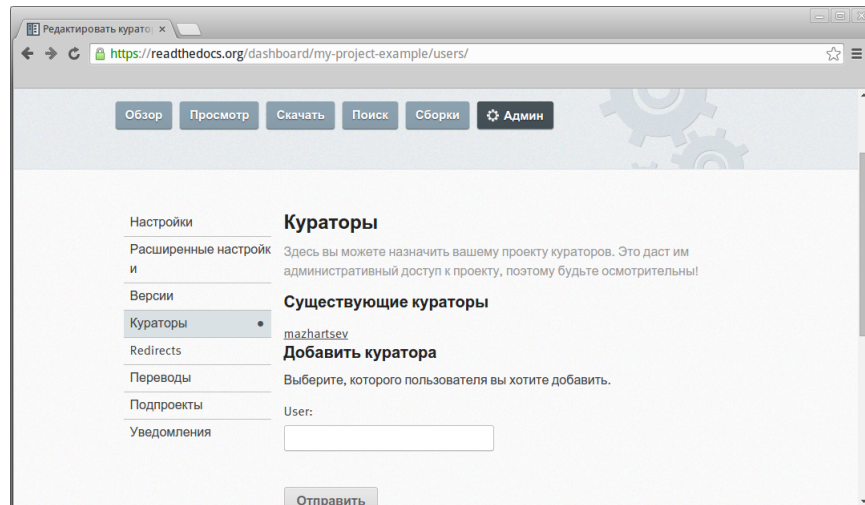 Редактировать курато
https://readthedocs.org/dashboard/my-project-example/users/
Обзор
Просмотр
Скачать
Поиск
Сборки
Админ
Настройки
Расширенные настройк
и
Версии
Кураторы
Redirects
Переводы
Подпроекты
Уведомления
Кураторы
Здесь вы можете назначить вашему проекту кураторов. Это даст им
административный доступ к проекту, поэтому будьте осмотрительны!
Существующие кураторы
mazhartsev
Добавить куратора
Выберите, которого пользователя вы хотите добавить.
User:
Отправить